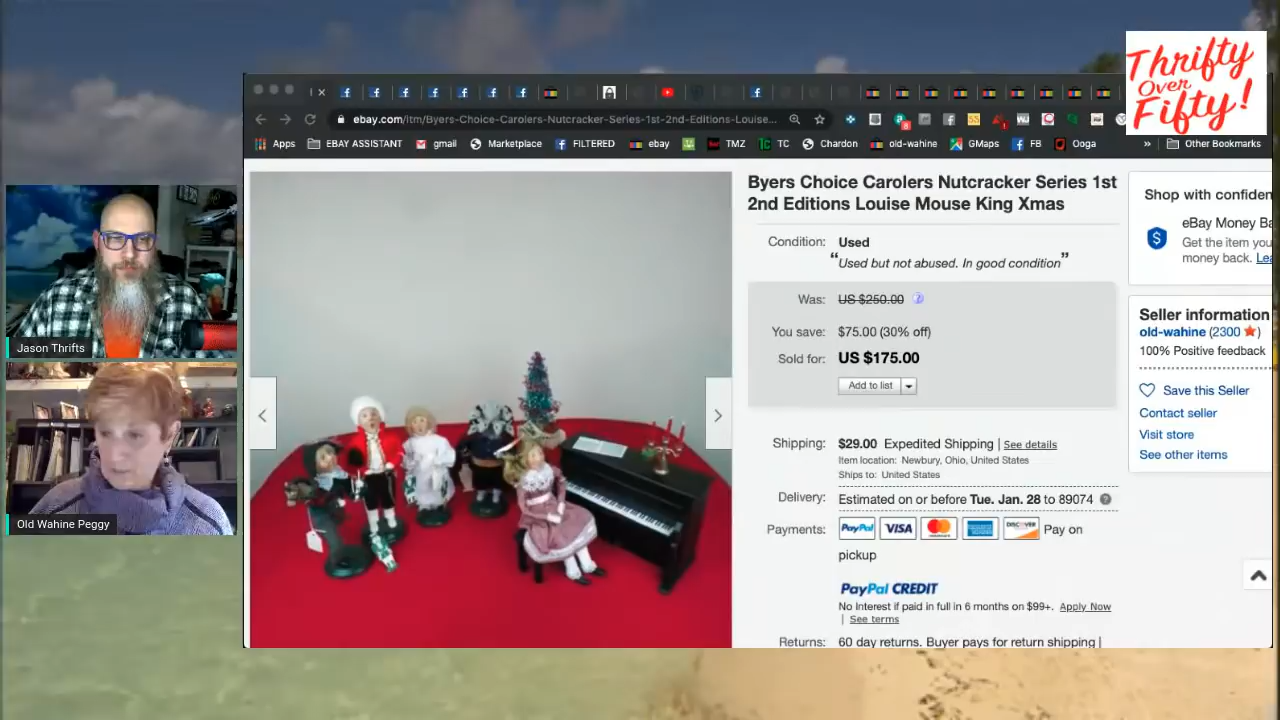 Thrifty
Over
Fifty!
ebay.com/itm/Byers-Choice-Carolers-Nutcracker-Series-1st-2nd-Editions-Louise...
Apps EBAY ASSISTANT gmail Marketplace FILTERED ebay TMZ TC Chardon old-wahine GMaps FB Ooga » Other Bookmarks
Byers Choice Carolers Nutcracker Series 1st
2nd Editions Louise Mouse King Xmas
Condition: Used
“Used but not abused. In good condition”
Was: US $250.00
You save: $75.00 (30% off)
Sold for: US $175.00
Add to list
Shipping: $29.00 Expedited Shipping | See details
Item location: Newbury, Ohio, United States
Ships to: United States
Delivery: Estimated on or before Tue. Jan. 28 to 89074
Payments: PayPal VISA MasterCard DISCOVER Pay on
pickup
PayPal CREDIT
No Interest if paid in full in 6 months on $99+. Apply Now
| See terms
Returns: 60 day returns. Buyer pays for return shipping |
Shop with confiden
eBay Money Ba
Get the item you
money back. Lea
Seller information
old-wahine (2300 ★)
100% Positive feedback
Save this Seller
Contact seller
Visit store
See other items
Jason Thrifts
Old Wahine Peggy